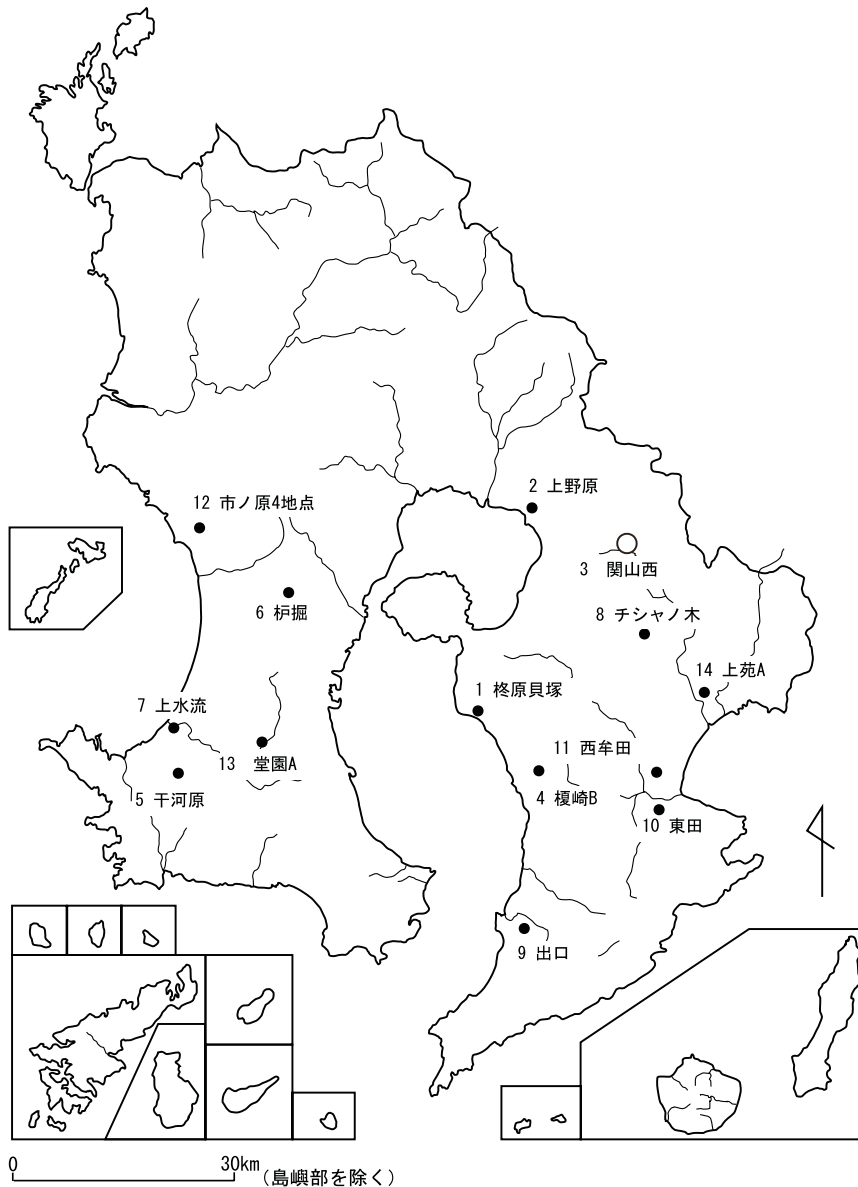 2 上野原
12 市ノ原4地点
3 関山西
6 枦掘
8 チシャノ木
14 上苑A
1 柊原貝塚
7 上水流
11 西牟田
13 堂園A
5 干河原
4 榎崎B
10 東田
9 出口
0 30km
(島嶼部を除く)